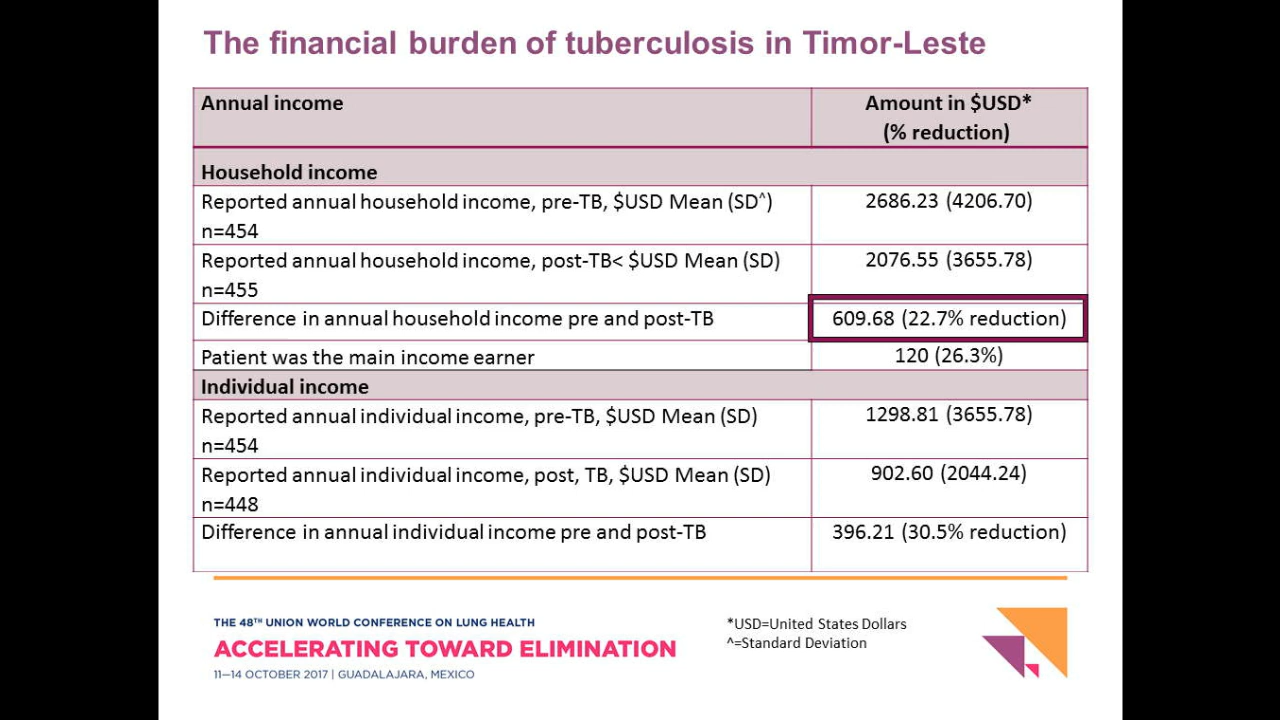 The financial burden of tuberculosis in Timor-Leste
Annual income
Amount in $USD*
(% reduction)
Household income
Reported annual household income, pre-TB, $USD Mean (SD^)
n=454
2686.23 (4206.70)
Reported annual household income, post-TB< $USD Mean (SD)
n=455
2076.55 (3655.78)
Difference in annual household income pre and post-TB
609.68 (22.7% reduction)
Patient was the main income earner
120 (26.3%)
Individual income
Reported annual individual income, pre-TB, $USD Mean (SD)
n=454
1298.81 (3655.78)
Reported annual individual income, post, TB, $USD Mean (SD)
n=448
902.60 (2044.24)
Difference in annual individual income pre and post-TB
396.21 (30.5% reduction)
THE 48TH UNION WORLD CONFERENCE ON LUNG HEALTH
ACCELERATING TOWARD ELIMINATION
11–14 OCTOBER 2017 | GUADALAJARA, MEXICO
*USD=United States Dollars
^=Standard Deviation